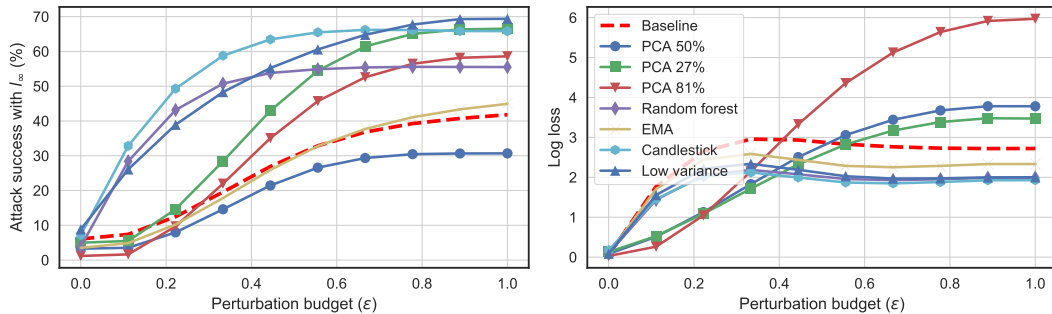 Attack success with l∞ (%)
70
60
50
40
30
20
10
0
0.0 0.2 0.4 0.6 0.8 1.0
Perturbation budget (ε)
Log loss
6
5
4
3
2
1
0
Baseline
PCA 50%
PCA 27%
PCA 81%
Random forest
EMA
Candlestick
Low variance
0.0 0.2 0.4 0.6 0.8 1.0
Perturbation budget (ε)